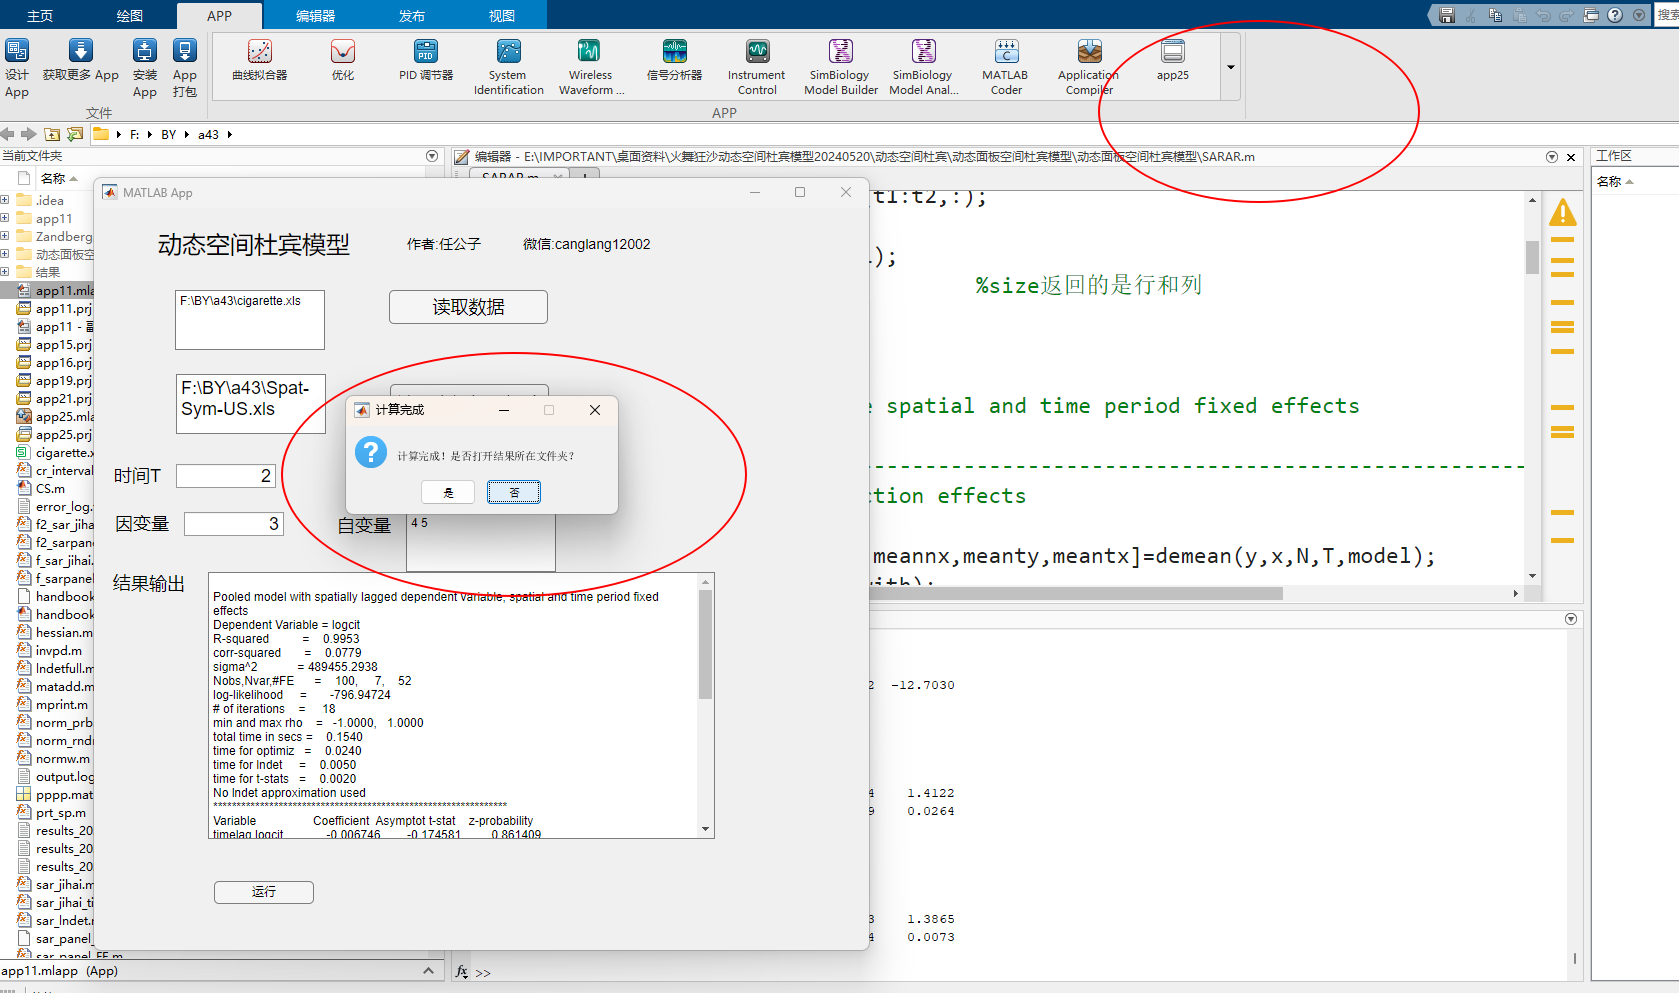 主页 绘图 APP 编辑器 发布 视图
设计 App
获取更多 App
安装 App
App 打包
曲线拟合器
优化
PID 调节器
System Identification
Wireless Waveform ...
信号分析器
Instrument Control
SimBiology Model Builder
SimBiology Model Anal...
MATLAB Coder
Application Compiler
app25
文件
APP
F: BY a43
当前文件夹
名称
.idea
app11
Zandberg
动态面板空
结果
app11.mla
app11.prj
app11 - 副
app15.prj
app16.prj
app19.prj
app21.prj
app25.mla
app25.prj
cigarette.x
cr_interval
CS.m
error_log.
f2_sar_jiha
f2_sarpane
f_sar_jihai.
f_sarpanel
handbook
handbook
hessian.m
invpd.m
lndetfull.m
matadd.m
mprint.m
norm_prb
norm_rndr
normw.m
output.log
pppp.mat
prt_sp.m
results_20
results_20
results_20
sar_jihai.m
sar_jihai_ti
sar_lndet.r
sar_panel_
sar_panel_FE.m
app11.mlapp (App)
MATLAB App
动态空间杜宾模型 作者:任公子 微信:canglang12002
F:\BY\a43\cigarette.xls
读取数据
F:\BY\a43\Spat-
Sym-US.xls
时间T 2
因变量 3
自变量 4 5
计算完成
计算完成！是否打开结果所在文件夹？
是 否
结果输出
Pooled model with spatially lagged dependent variable, spatial and time period fixed
effects
Dependent Variable = logcit
R-squared = 0.9953
corr-squared = 0.0779
sigma^2 = 489455.2938
Nobs,Nvar,#FE = 100, 7, 52
log-likelihood = -796.94724
# of iterations = 18
min and max rho = -1.0000, 1.0000
total time in secs = 0.1540
time for optimiz = 0.0240
time for lndet = 0.0050
time for t-stats = 0.0020
No lndet approximation used
***************************************************************
Variable Coefficient Asymptot t-stat z-probability
timelag logcit -0.006746 -0.174581 0.861409
运行
编辑器 - E:\IMPORTANT\桌面资料\火舞狂沙动态空间杜宾模型20240520\动态空间杜宾\动态面板空间杜宾模型\动态面板空间杜宾模型\SARAR.m
SARAR.m
t1:t2,:);
);
%size返回的是行和列
e spatial and time period fixed effects
--------------------------------------------
ction effects
meannx,meanty,meantx]=demean(y,x,N,T,model);
with);
2 -12.7030
4 1.4122
9 0.0264
3 1.3865
4 0.0073
fx >>
工作区
名称
搜索